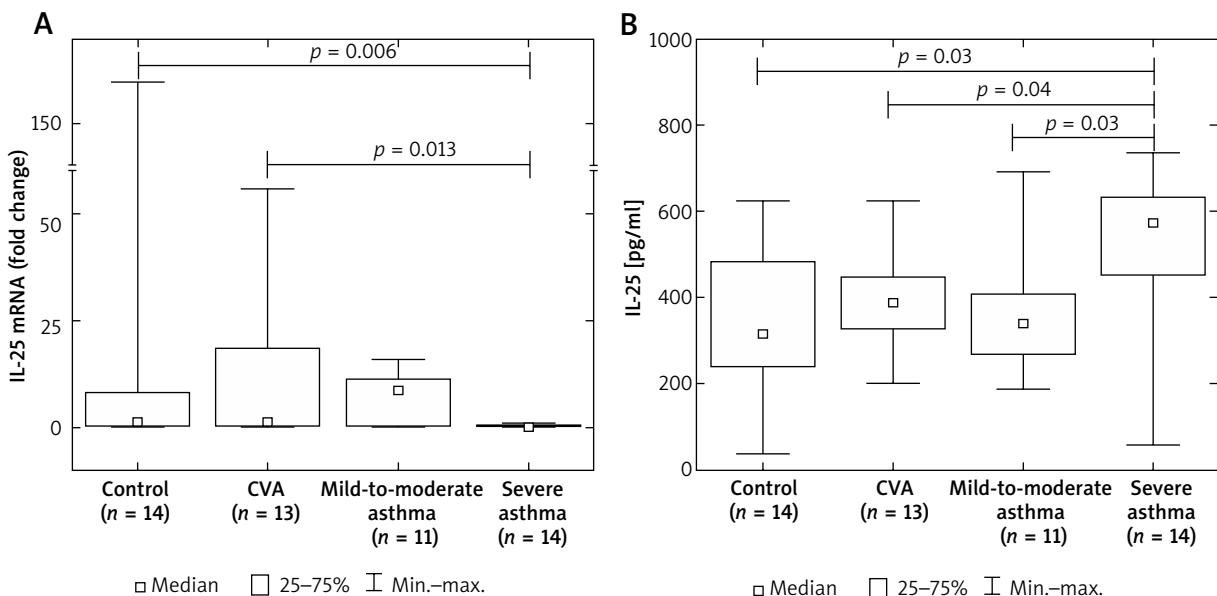 A
IL-25 mRNA (fold change)
150
50
25
0
p = 0.006
p = 0.013
Control
(n = 14)
CVA
(n = 13)
Mild-to-moderate
asthma
(n = 11)
Severe
asthma
(n = 14)
Median 25–75% Min.–max.
B
IL-25 [pg/ml]
1000
800
600
400
200
0
p = 0.03
p = 0.04
p = 0.03
Control
(n = 14)
CVA
(n = 13)
Mild-to-moderate
asthma
(n = 11)
Severe
asthma
(n = 14)
Median 25–75% Min.–max.